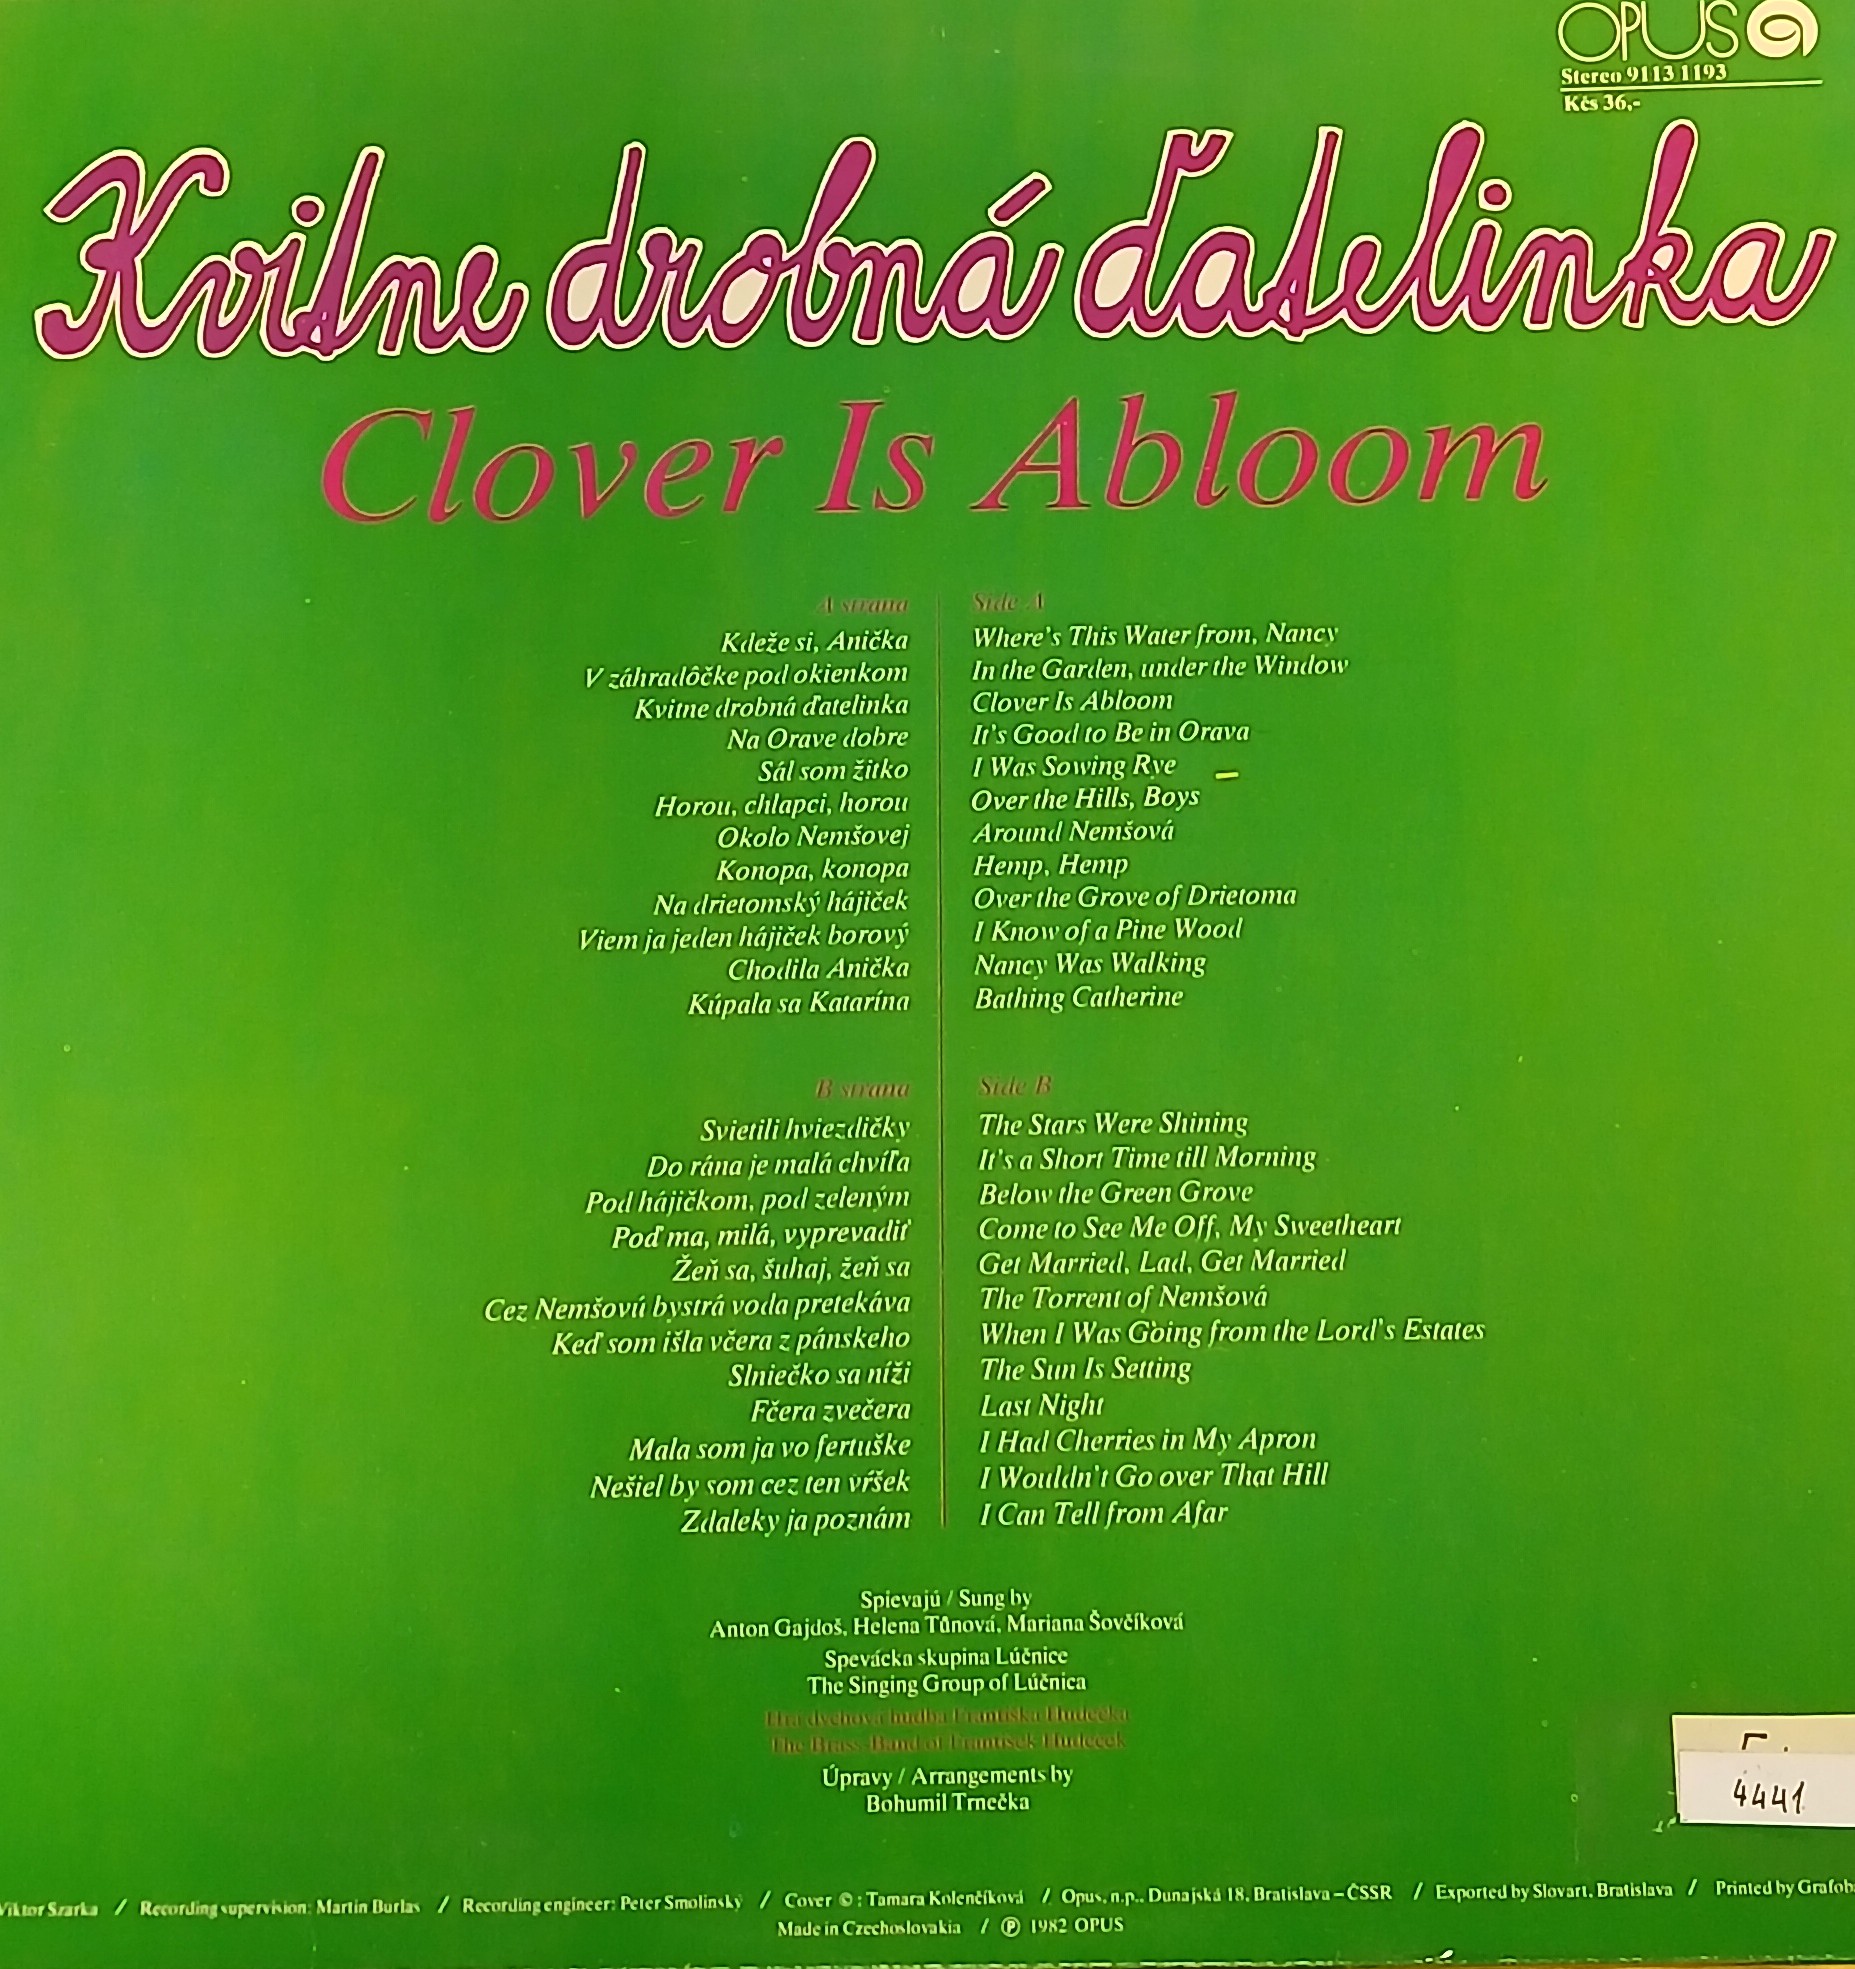 OPUS
Stereo 9113 1193
Kčs 36,-
Kvitne drobná ďatelinka
Clover Is Abloom
A strana
Kdeže si, Anička
V záhradôčke pod okienkom
Kvitne drobná ďatelinka
Na Orave dobre
Sál som žitko
Horou, chlapci, horou
Okolo Nemšovej
Konopa, konopa
Na drietomský hájiček
Viem ja jeden hájiček borový
Chodila Anička
Kúpala sa Katarína
Side A
Where's This Water from, Nancy
In the Garden, under the Window
Clover Is Abloom
It's Good to Be in Orava
I Was Sowing Rye
Over the Hills, Boys
Around Nemšová
Hemp, Hemp
Over the Grove of Drietoma
I Know of a Pine Wood
Nancy Was Walking
Bathing Catherine
B strana
Svietili hviezdičky
Do rána je malá chvíľa
Pod hájičkom, pod zeleným
Poď ma, milá, vyprevadiť
Žeň sa, šuhaj, žeň sa
Cez Nemšovú bystrá voda pretekáva
Keď som išla včera z pánskeho
Slniečko sa níži
Fčera zvečera
Mala som ja vo fertuške
Nešiel by som cez ten vŕšek
Zdaleky ja poznám
Side B
The Stars Were Shining
It's a Short Time till Morning
Below the Green Grove
Come to See Me Off, My Sweetheart
Get Married, Lad, Get Married
The Torrent of Nemšová
When I Was Going from the Lord's Estates
The Sun Is Setting
Last Night
I Had Cherries in My Apron
I Wouldn't Go over That Hill
I Can Tell from Afar
Spievajú / Sung by
Anton Gajdoš, Helena Tůnová, Mariana Šovčíková
Spevácka skupina Lúčnice
The Singing Group of Lúčnica
Hrá dychová hudba Františka Hudečka
The Brass-Band of František Hudeček
Úpravy / Arrangements by
Bohumil Trnečka
4441
Viktor Szarka / Recording supervision: Martin Burlas / Recording engineer: Peter Smolinský / Cover © : Tamara Kolenčíková / Opus, n.p., Dunajská 18, Bratislava – ČSSR / Exported by Slovart, Bratislava / Printed by
Made in Czechoslovakia / ℗ 1982 OPUS